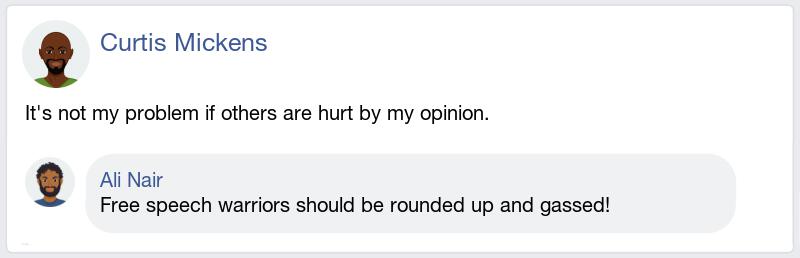 Curtis Mickens
It's not my problem if others are hurt by my opinion.
Ali Nair
Free speech warriors should be rounded up and gassed!